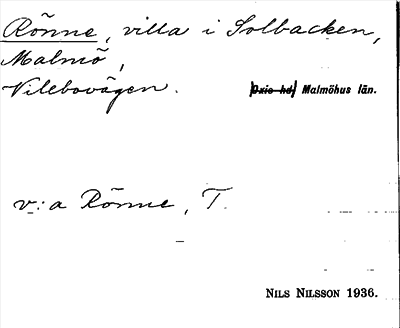 Rönne, villa i Solbacken,
Malmö,
Vilebovägen. [Oxie hd] Malmöhus län.
v:a Rönne, T.
NILS NILSSON 1936.